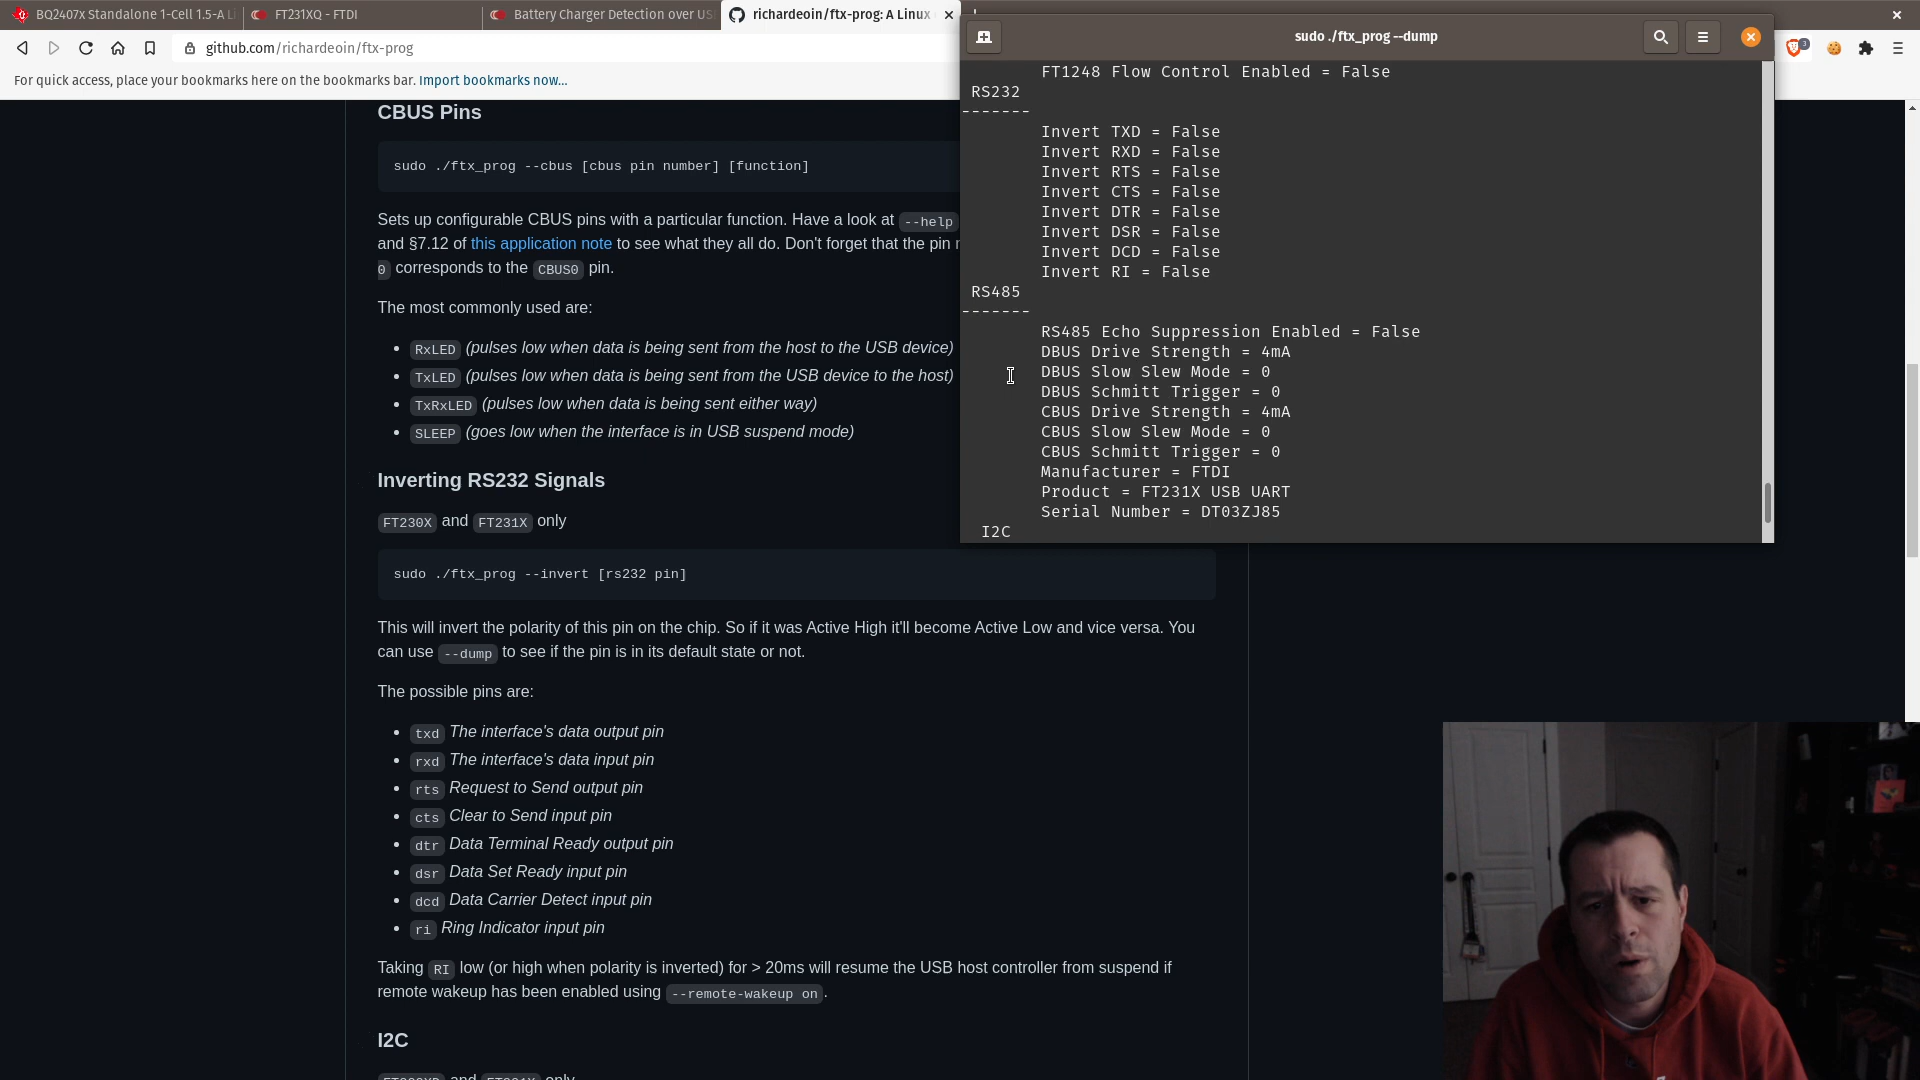 BQ2407x Standalone 1-Cell 1.5-A Li
FT231XQ - FTDI
Battery Charger Detection over US
richardeoin/ftx-prog: A Linux
github.com/richardeoin/ftx-prog
For quick access, place your bookmarks here on the bookmarks bar. Import bookmarks now...
CBUS Pins
sudo ./ftx_prog --cbus [cbus pin number] [function]
Sets up configurable CBUS pins with a particular function. Have a look at --help
and §7.12 of this application note to see what they all do. Don't forget that the pin
0 corresponds to the CBUS0 pin.
The most commonly used are:
RxLED (pulses low when data is being sent from the host to the USB device)
TxLED (pulses low when data is being sent from the USB device to the host)
TxRxLED (pulses low when data is being sent either way)
SLEEP (goes low when the interface is in USB suspend mode)
Inverting RS232 Signals
FT230X and FT231X only
sudo ./ftx_prog --invert [rs232 pin]
This will invert the polarity of this pin on the chip. So if it was Active High it'll become Active Low and vice versa. You
can use --dump to see if the pin is in its default state or not.
The possible pins are:
txd The interface's data output pin
rxd The interface's data input pin
rts Request to Send output pin
cts Clear to Send input pin
dtr Data Terminal Ready output pin
dsr Data Set Ready input pin
dcd Data Carrier Detect input pin
ri Ring Indicator input pin
Taking RI low (or high when polarity is inverted) for > 20ms will resume the USB host controller from suspend if
remote wakeup has been enabled using --remote-wakeup on.
I2C
and FT231X only
sudo ./ftx_prog --dump
FT1248 Flow Control Enabled = False
RS232
-------
Invert TXD = False
Invert RXD = False
Invert RTS = False
Invert CTS = False
Invert DTR = False
Invert DSR = False
Invert DCD = False
Invert RI = False
RS485
-------
RS485 Echo Suppression Enabled = False
DBUS Drive Strength = 4mA
DBUS Slow Slew Mode = 0
DBUS Schmitt Trigger = 0
CBUS Drive Strength = 4mA
CBUS Slow Slew Mode = 0
CBUS Schmitt Trigger = 0
Manufacturer = FTDI
Product = FT231X USB UART
Serial Number = DT03ZJ85
I2C